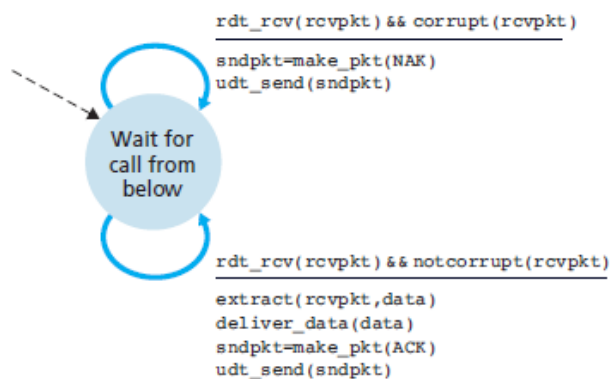 rdt_rcv(rcvpkt) && corrupt(rcvpkt)
sndpkt=make_pkt(NAK)
udt_send(sndpkt)
Wait for
call from
below
rdt_rcv(rcvpkt) && notcorrupt(rcvpkt)
extract(rcvpkt,data)
deliver_data(data)
sndpkt=make_pkt(ACK)
udt_send(sndpkt)